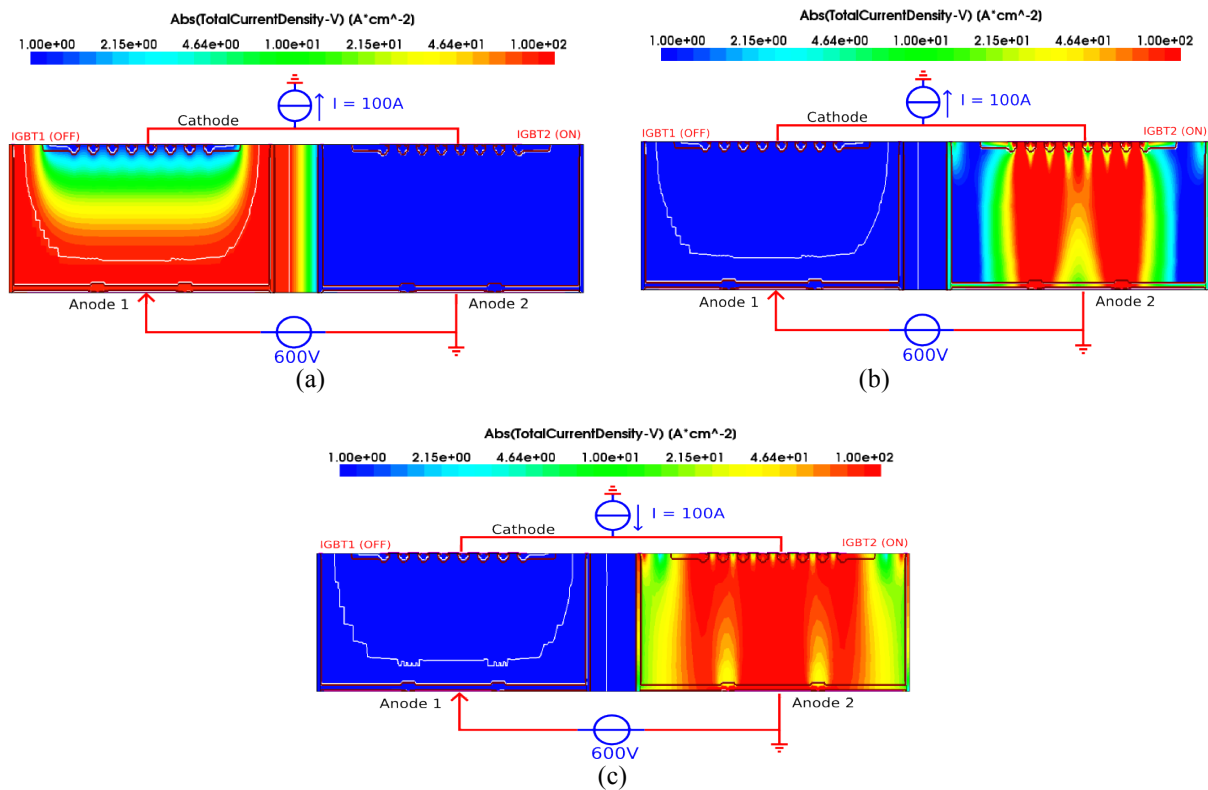 Abs(TotalCurrentDensity-V) [A*cm^-2]
1.00e+00 2.15e+00 4.64e+00 1.00e+01 2.15e+01 4.64e+01 1.00e+02
I = 100A
Cathode
IGBT1 (OFF)
IGBT2 (ON)
Anode 1
Anode 2
600V
(a)
Abs(TotalCurrentDensity-V) [A*cm^-2]
1.00e+00 2.15e+00 4.64e+00 1.00e+01 2.15e+01 4.64e+01 1.00e+02
I = 100A
Cathode
IGBT1 (OFF)
IGBT2 (ON)
Anode 1
Anode 2
600V
(b)
Abs(TotalCurrentDensity-V) [A*cm^-2]
1.00e+00 2.15e+00 4.64e+00 1.00e+01 2.15e+01 4.64e+01 1.00e+02
I = 100A
Cathode
IGBT1 (OFF)
IGBT2 (ON)
Anode 1
Anode 2
600V
(c)